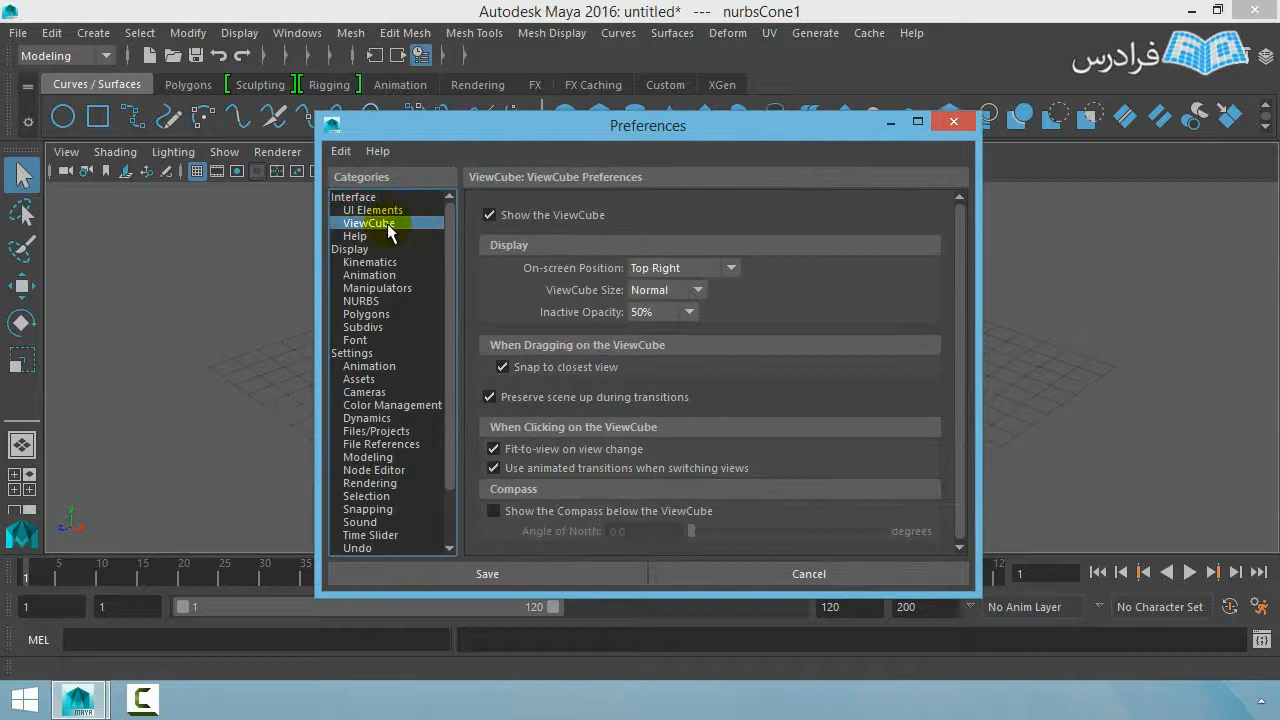 Autodesk Maya 2016: untitled* --- nurbsCone1
File Edit Create Select Modify Display Windows Mesh Edit Mesh Mesh Tools Mesh Display Curves Surfaces Deform UV Generate Cache Help
Modeling
فرادرس
Curves / Surfaces Polygons Sculpting Rigging Animation Rendering FX FX Caching Custom XGen
View Shading Lighting Show Renderer
Preferences
Edit Help
Categories
Interface
UI Elements
ViewCube
Help
Display
Kinematics
Animation
Manipulators
NURBS
Polygons
Subdivs
Font
Settings
Animation
Assets
Cameras
Color Management
Dynamics
Files/Projects
File References
Modeling
Node Editor
Rendering
Selection
Snapping
Sound
Time Slider
Undo
ViewCube: ViewCube Preferences
Show the ViewCube
Display
On-screen Position: Top Right
ViewCube Size: Normal
Inactive Opacity: 50%
When Dragging on the ViewCube
Snap to closest view
Preserve scene up during transitions
When Clicking on the ViewCube
Fit-to-view on view change
Use animated transitions when switching views
Compass
Show the Compass below the ViewCube
Angle of North: 0.0 degrees
Save Cancel
1 5 10 15 20 25 30 35 12 1
1 1 1 120 120 200 No Anim Layer No Character Set
MEL
MAYA